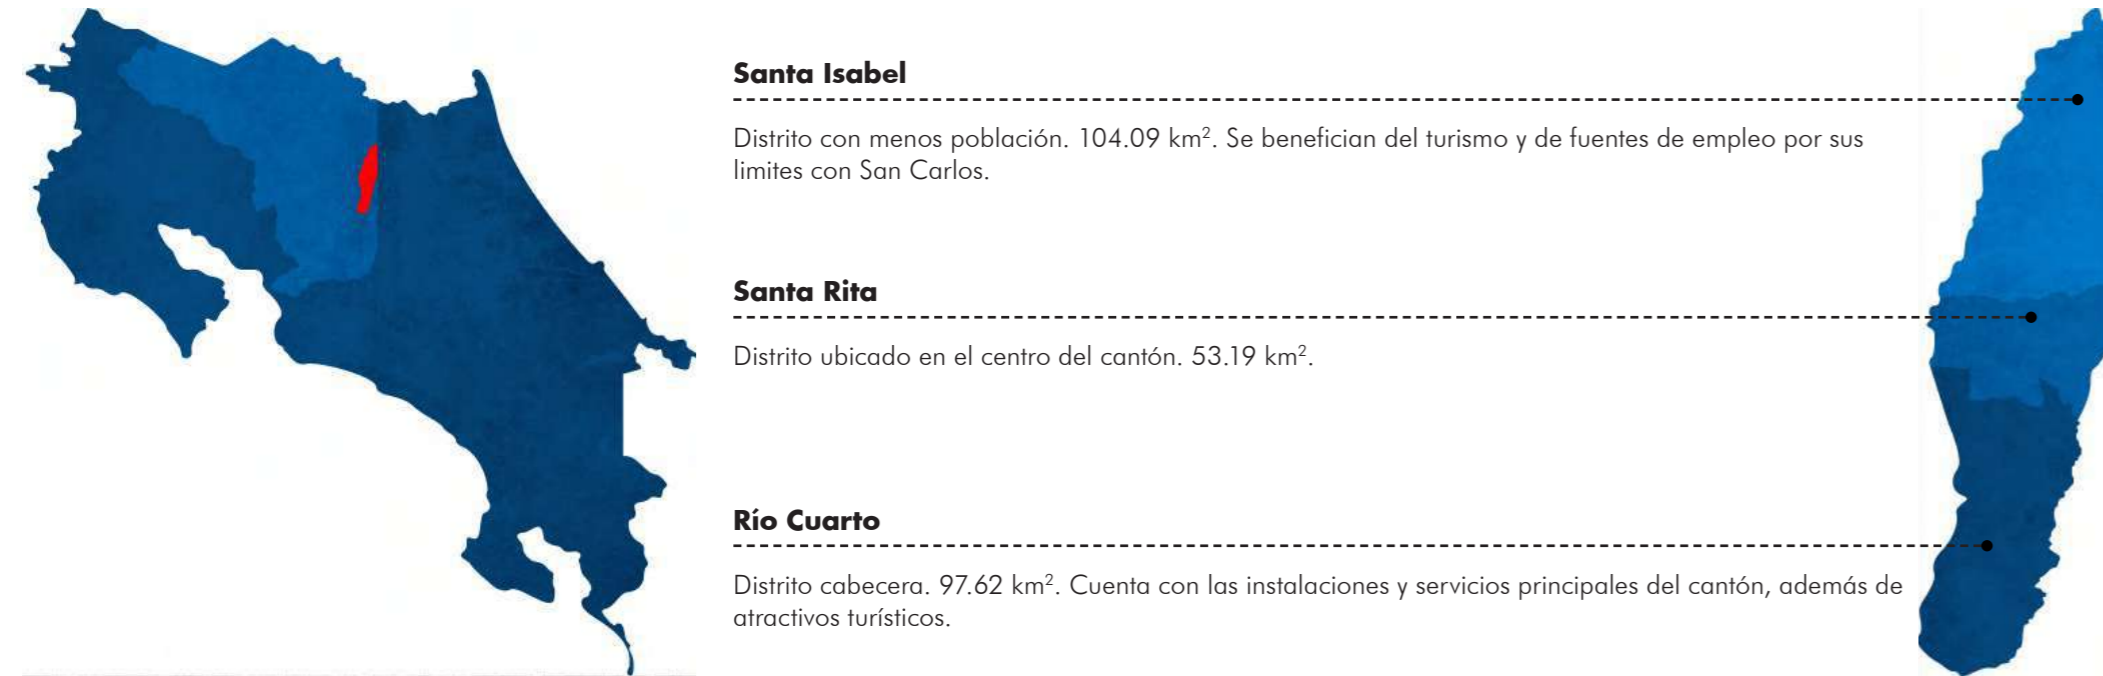 Santa Isabel
Distrito con menos población. 104.09 km². Se benefician del turismo y de fuentes de empleo por sus
limites con San Carlos.
Santa Rita
Distrito ubicado en el centro del cantón. 53.19 km².
Río Cuarto
Distrito cabecera. 97.62 km². Cuenta con las instalaciones y servicios principales del cantón, además de
atractivos turísticos.